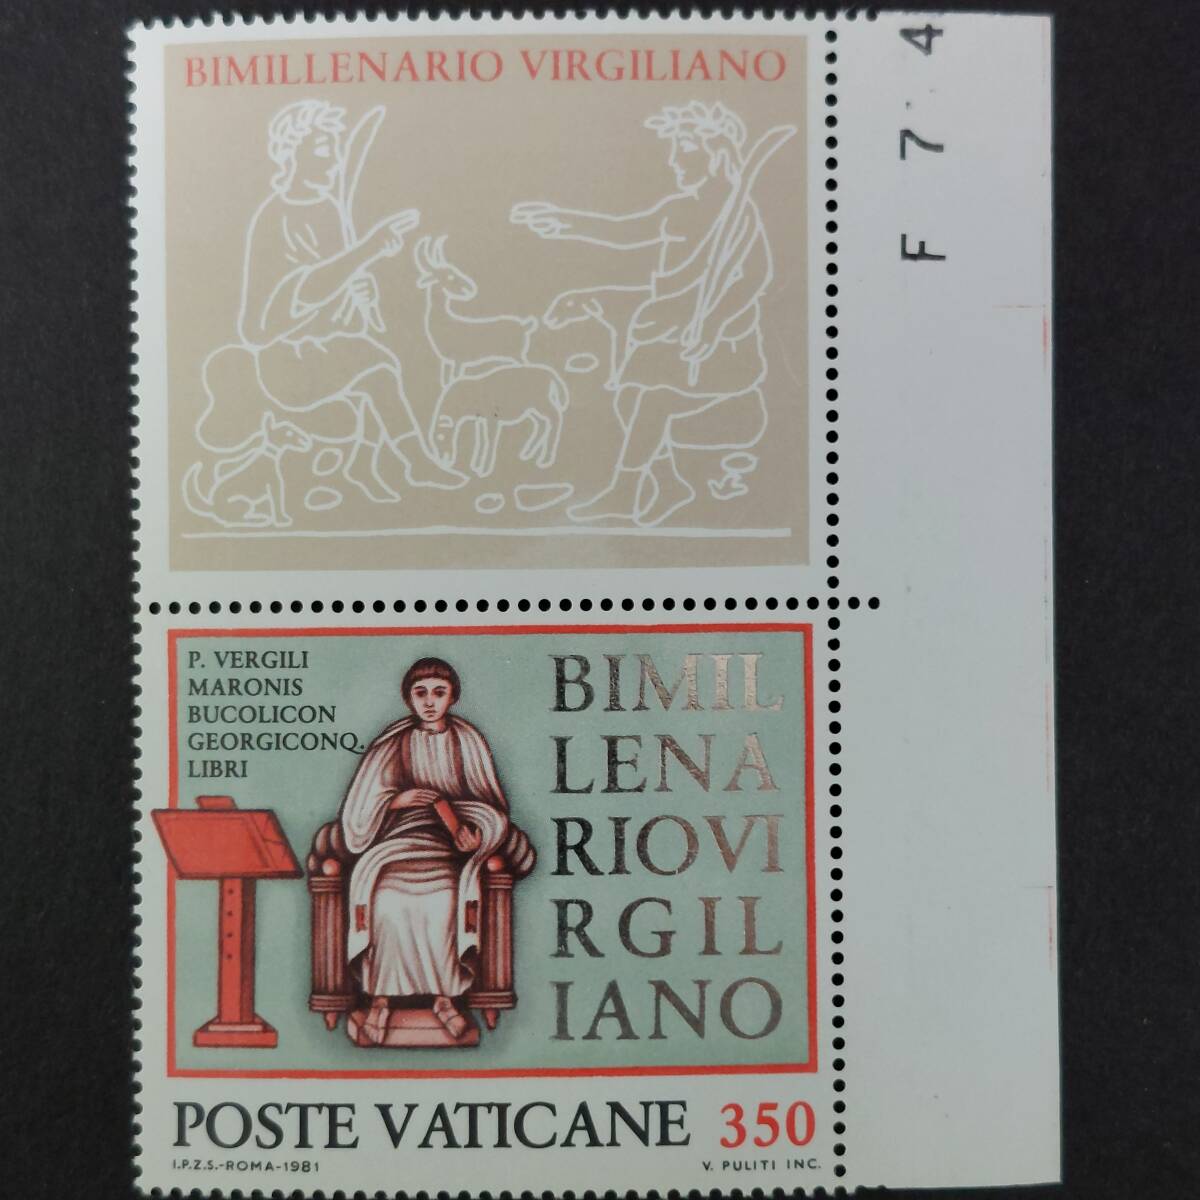 BIMILLENARIO VIRGILIANO
F 7 4
P. VERGILI
MARONIS
BUCOLICON
GEORGICONQ.
LIBRI
BIMIL
LENA
RIOVI
RGIL
IANO
POSTE VATICANE 350
I.P.Z.S.-ROMA-1981
V. PULITI INC.